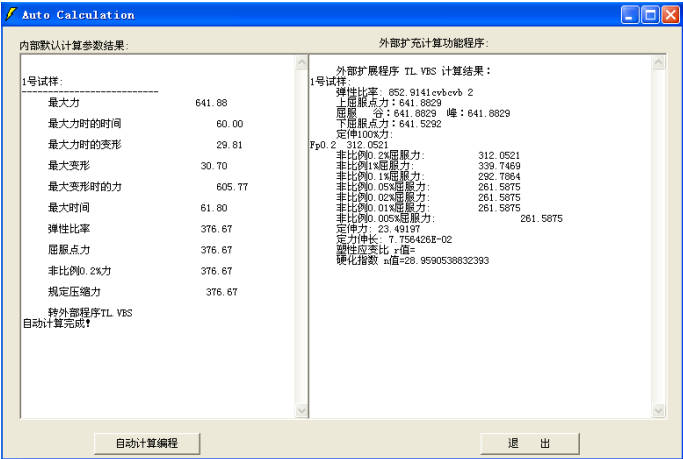 Auto Calculation
内部默认计算参数结果:
1号试样:
---------------------------
最大力 641.88
最大力时的时间 60.00
最大力时的变形 29.81
最大变形 30.70
最大变形时的力 605.77
最大时间 61.80
弹性比率 376.67
屈服点力 376.67
非比例0.2%力 376.67
规定压缩力 376.67
转外部程序TL.VBS
自动计算完成!
外部扩充计算功能程序:
外部扩展程序 TL.VBS 计算结果:
1号试样:
弹性比率: 852.9141cvbcvb 2
上屈服点力:641.8829
屈服 谷:641.8829 峰:641.8829
下屈服点力:641.5292
定伸100%力:
Fp0.2 312.0521
非比例0.2%屈服力: 312.0521
非比例1%屈服力: 339.7469
非比例0.1%屈服力: 292.7864
非比例0.05%屈服力: 261.5875
非比例0.02%屈服力: 261.5875
非比例0.01%屈服力: 261.5875
非比例0.005%屈服力: 261.5875
定伸力: 23.49197
定力伸长: 7.756426E-02
塑性应变比 r值=
硬化指数 n值=28.9590538832393
自动计算编程
退 出